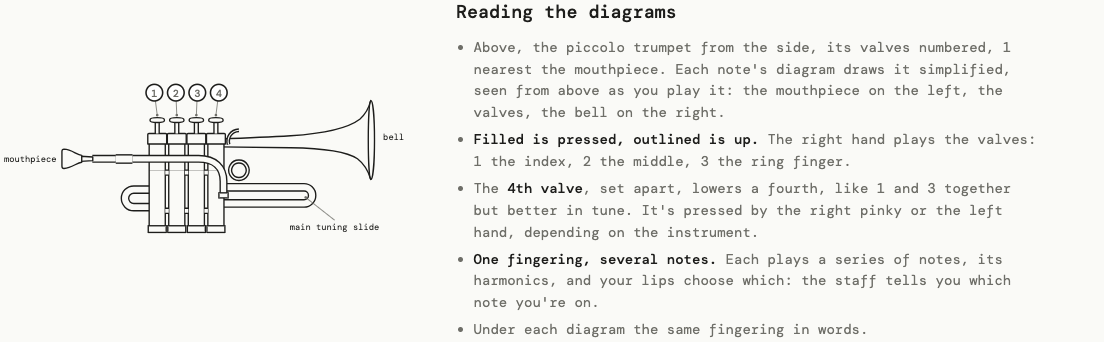 Reading the diagrams
• Above, the piccolo trumpet from the side, its valves numbered, 1
nearest the mouthpiece. Each note's diagram draws it simplified,
seen from above as you play it: the mouthpiece on the left, the
valves, the bell on the right.
• Filled is pressed, outlined is up. The right hand plays the valves:
1 the index, 2 the middle, 3 the ring finger.
• The 4th valve, set apart, lowers a fourth, like 1 and 3 together
but better in tune. It's pressed by the right pinky or the left
hand, depending on the instrument.
• One fingering, several notes. Each plays a series of notes, its
harmonics, and your lips choose which: the staff tells you which
note you're on.
• Under each diagram the same fingering in words.
1 2 3 4
bell
mouthpiece
main tuning slide